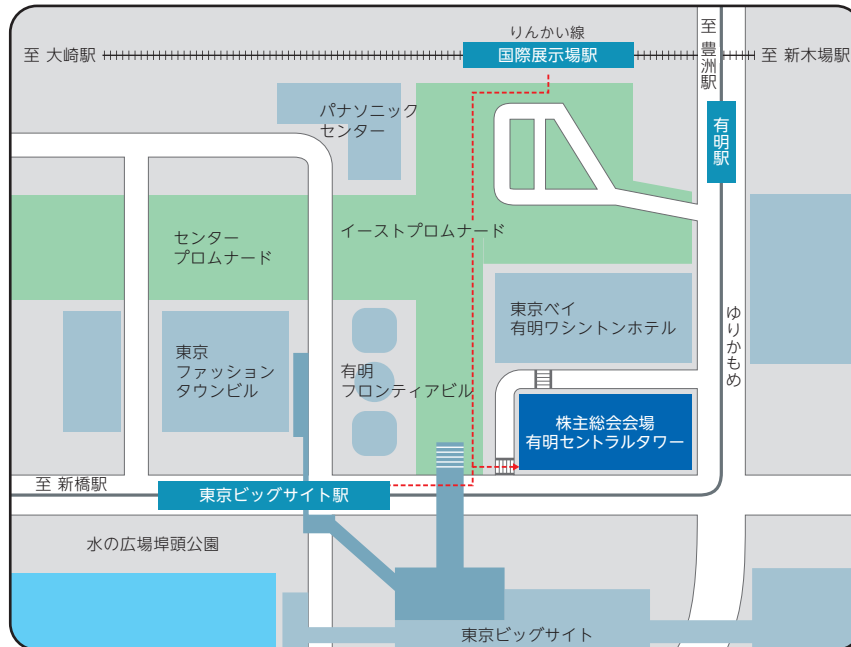 りんかい線
至 大崎駅
国際展示場駅
至 豊洲駅
至 新木場駅
パナソニック
センター
有明駅
センター
プロムナード
イーストプロムナード
東京ベイ
有明ワシントンホテル
ゆりかもめ
東京
ファッション
タウンビル
有明
フロンティアビル
株主総会会場
有明セントラルタワー
至 新橋駅
東京ビッグサイト駅
水の広場埠頭公園
東京ビッグサイト